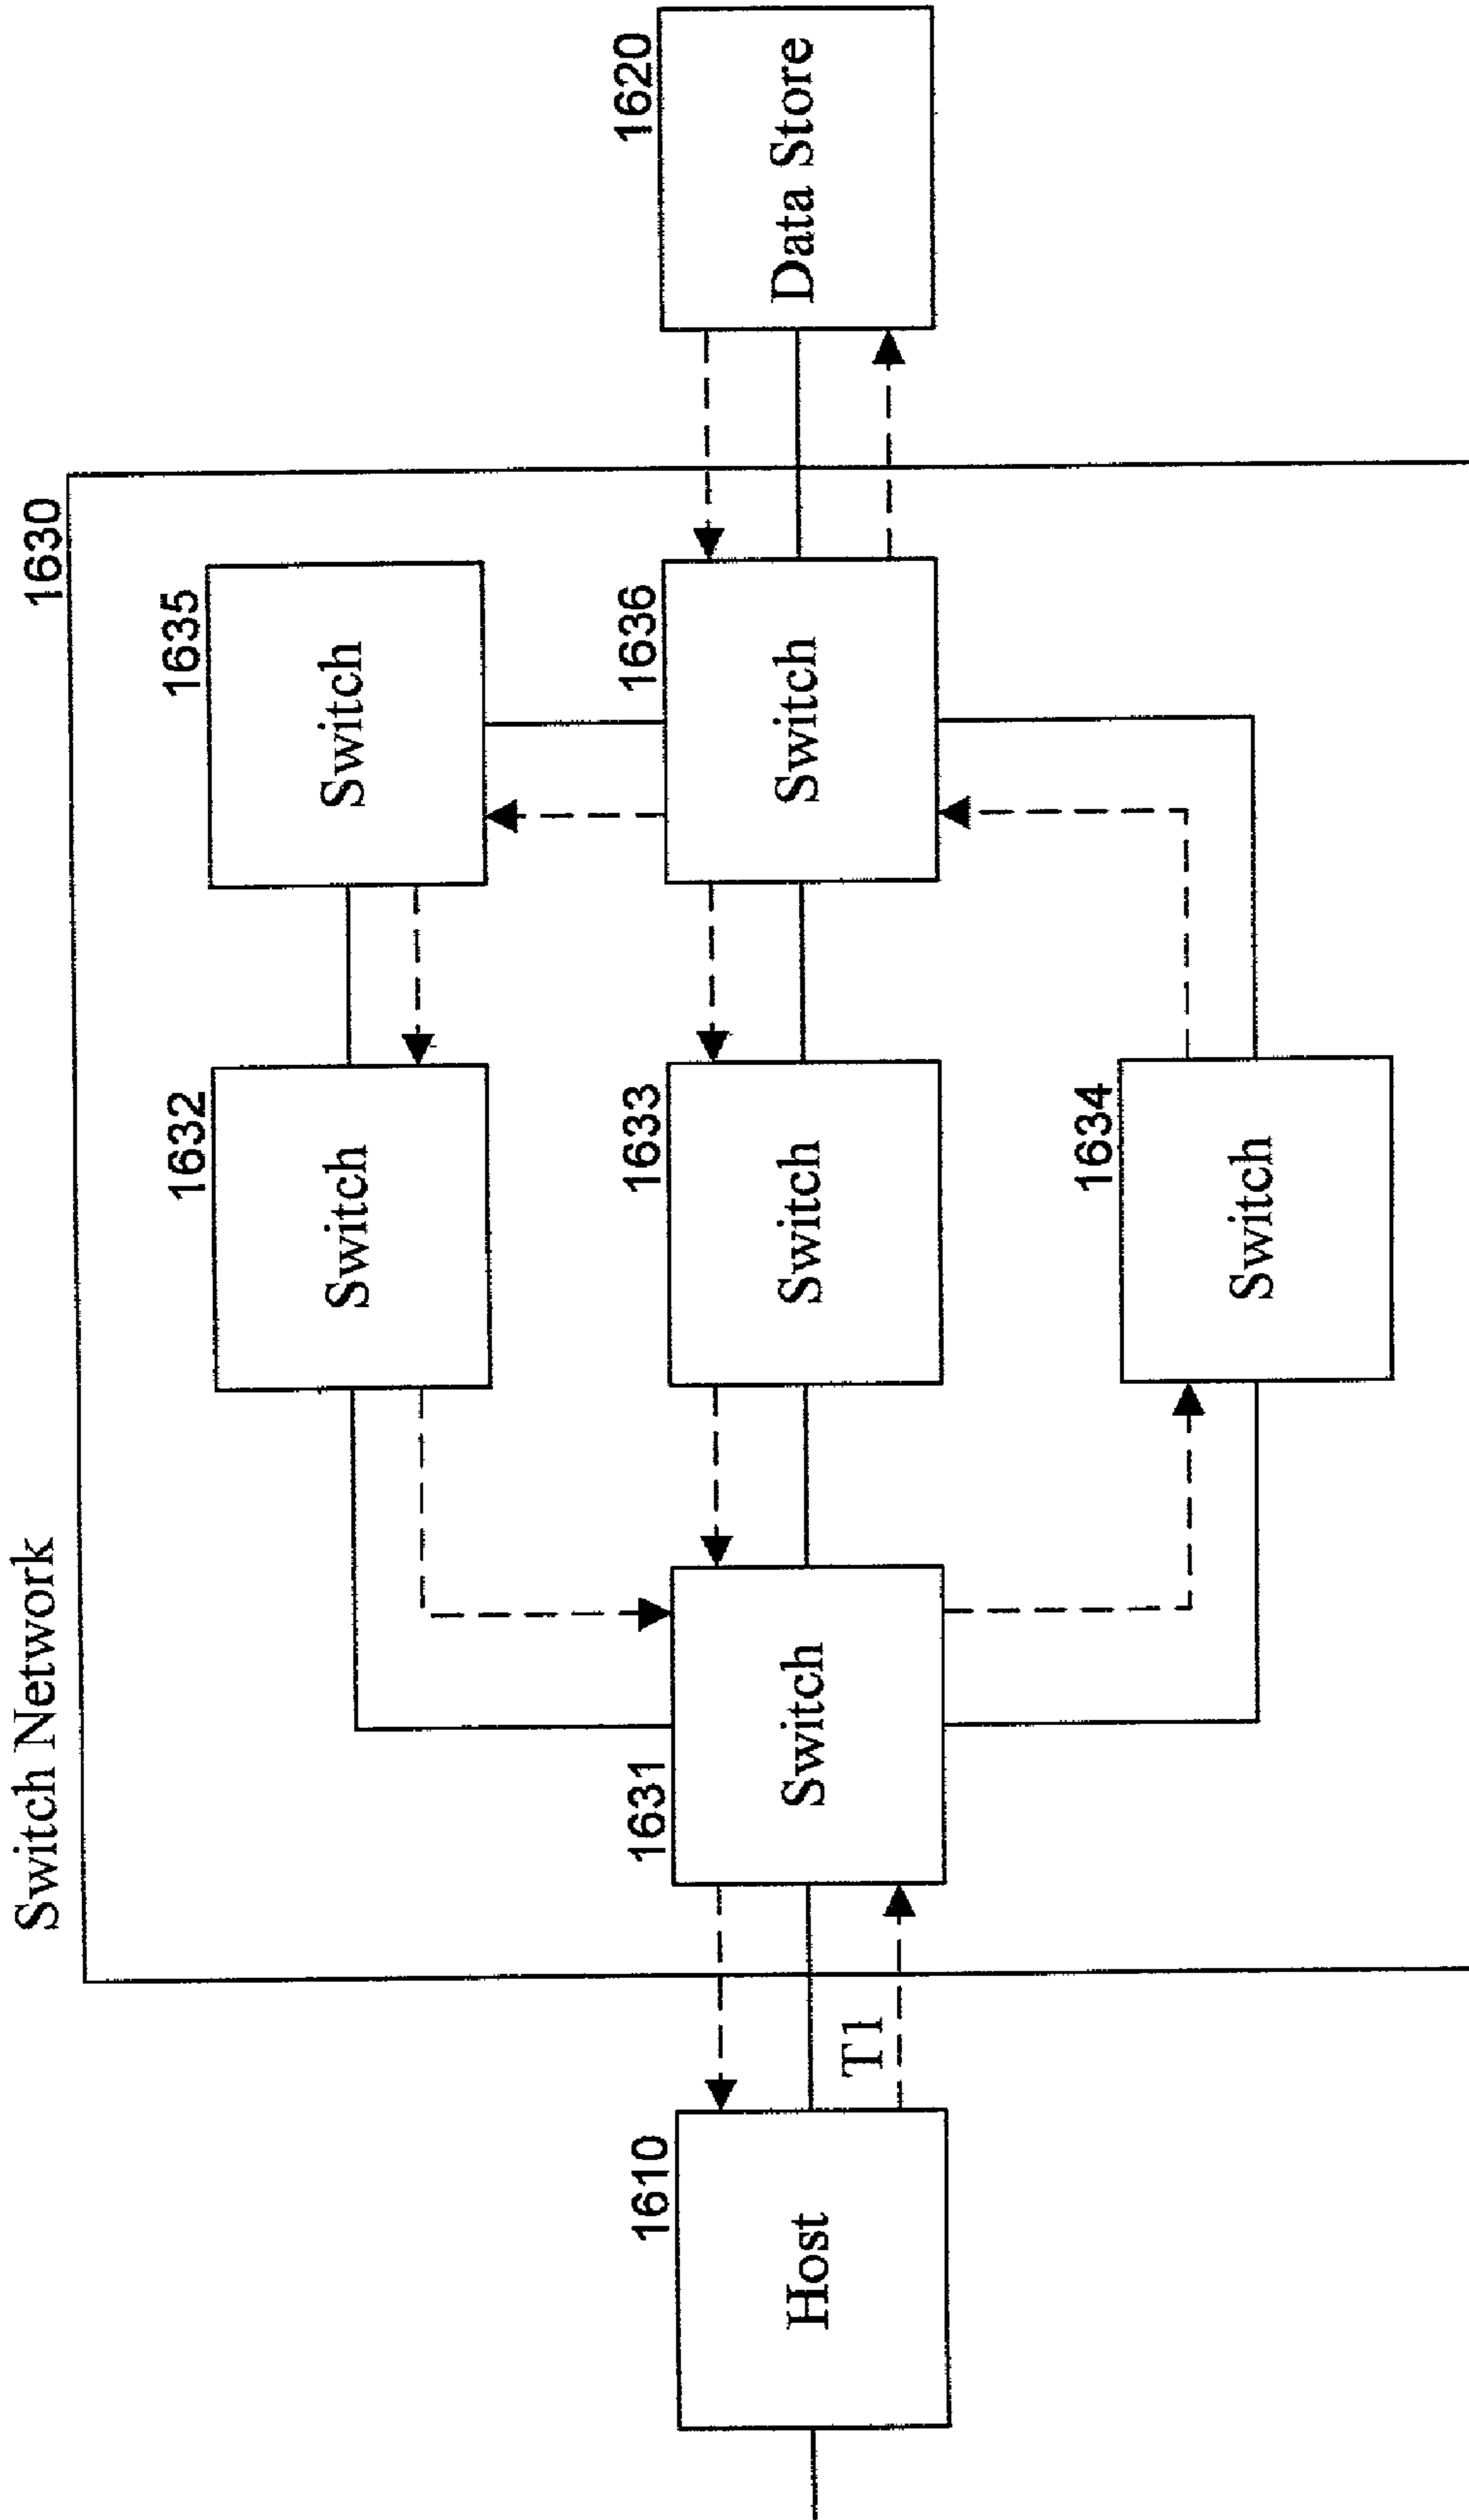 Switch Network
1630
1635
Switch
1632
Switch
1620
Data Store
1636
Switch
1633
Switch
1631
Switch
1610
Host
T1
1634
Switch